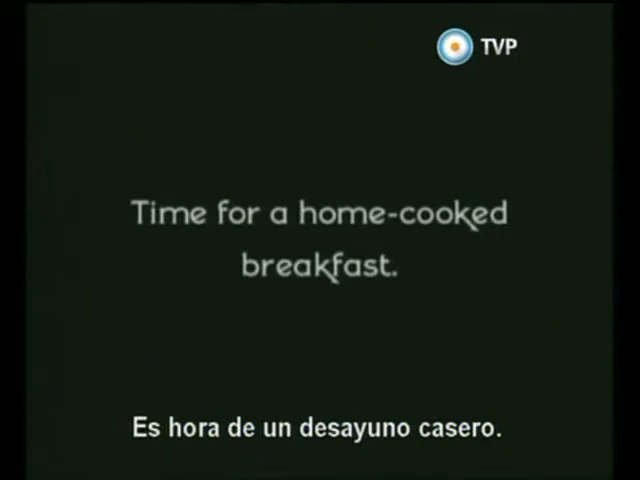 TVP
Time for a home-cooked
breakfast.
Es hora de un desayuno casero.